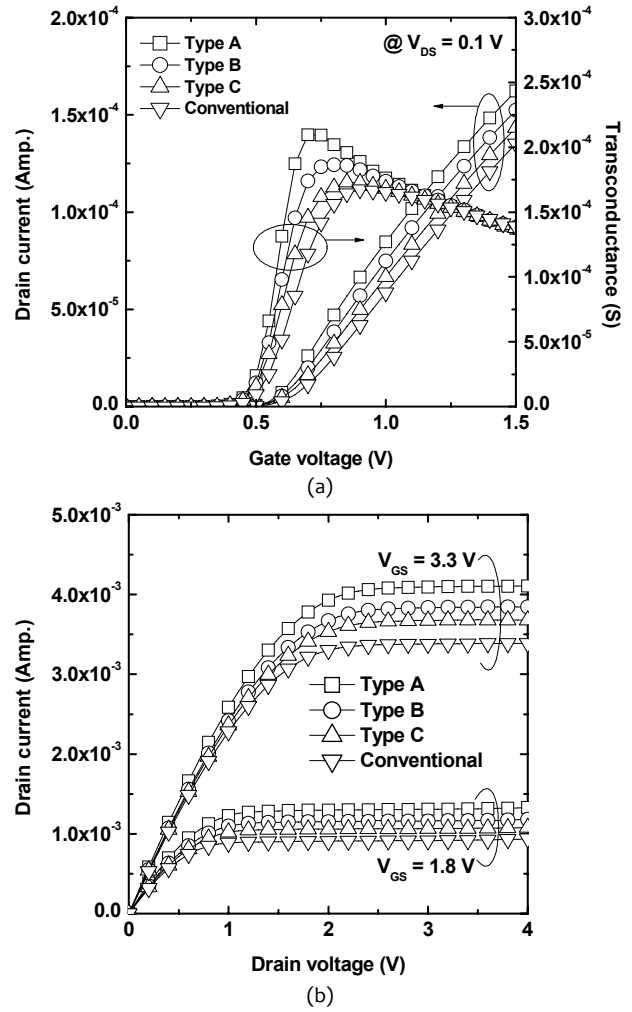 2.0x10⁻⁴
1.5x10⁻⁴
1.0x10⁻⁴
5.0x10⁻⁵
0.0
Drain current (Amp.)
Type A
Type B
Type C
Conventional
@ V_DS = 0.1 V
3.0x10⁻⁴
2.5x10⁻⁴
2.0x10⁻⁴
1.5x10⁻⁴
1.0x10⁻⁴
5.0x10⁻⁵
0.0
Transconductance (S)
0.0 0.5 1.0 1.5
Gate voltage (V)
(a)
5.0x10⁻³
4.0x10⁻³
3.0x10⁻³
2.0x10⁻³
1.0x10⁻³
0.0
Drain current (Amp.)
V_GS = 3.3 V
Type A
Type B
Type C
Conventional
V_GS = 1.8 V
0 1 2 3 4
Drain voltage (V)
(b)